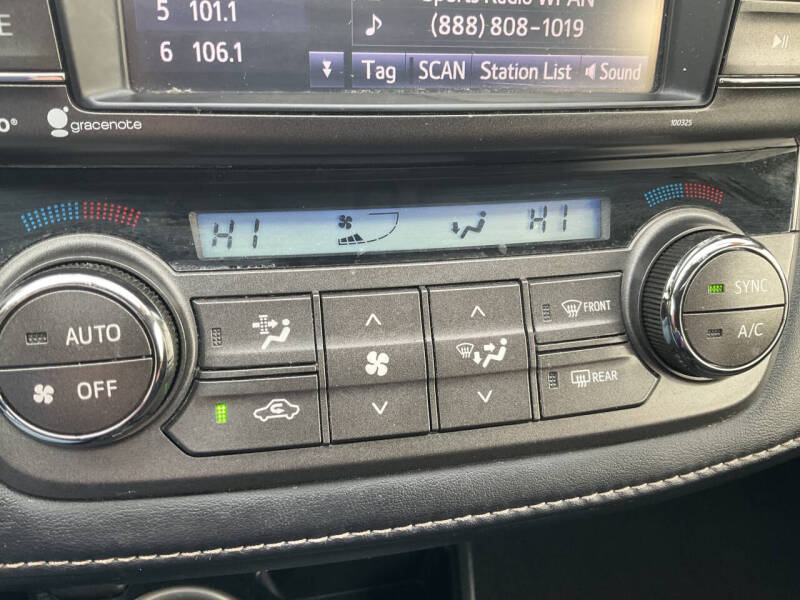 5 101.1
6 106.1
(888) 808-1019
Tag SCAN Station List Sound
gracenote
100325
HI HI
AUTO
OFF
FRONT
REAR
SYNC
A/C